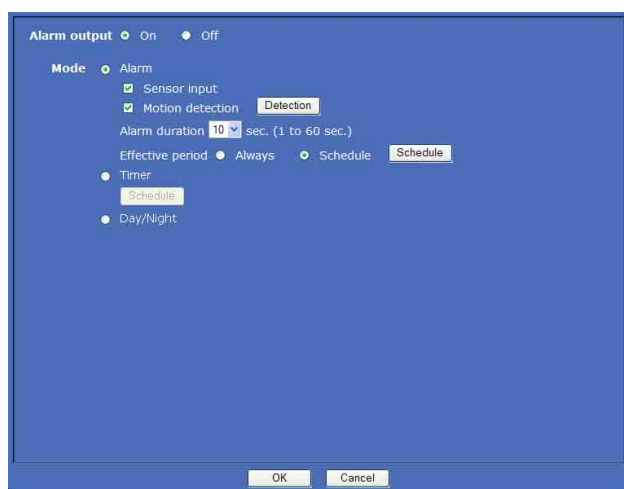 Alarm output On Off
Mode Alarm
Sensor input
Motion detection Detection
Alarm duration 10 sec. (1 to 60 sec.)
Effective period Always Schedule Schedule
Timer
Schedule
Day/Night
OK Cancel